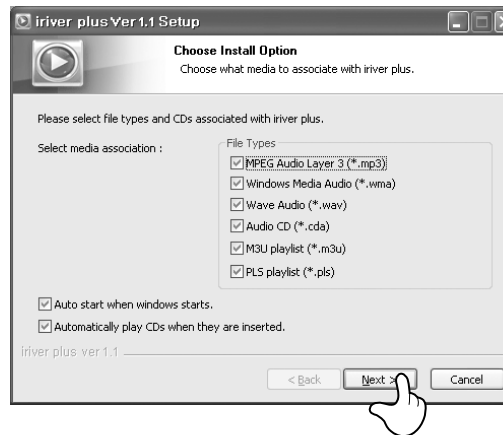 iriver plus Ver 1.1 Setup
Choose Install Option
Choose what media to associate with iriver plus.
Please select file types and CDs associated with iriver plus.
Select media association :
File Types
MPEG Audio Layer 3 (*.mp3)
Windows Media Audio (*.wma)
Wave Audio (*.wav)
Audio CD (*.cda)
M3U playlist (*.m3u)
PLS playlist (*.pls)
Auto start when windows starts.
Automatically play CDs when they are inserted.
iriver plus ver 1.1
< Back
Next >
Cancel